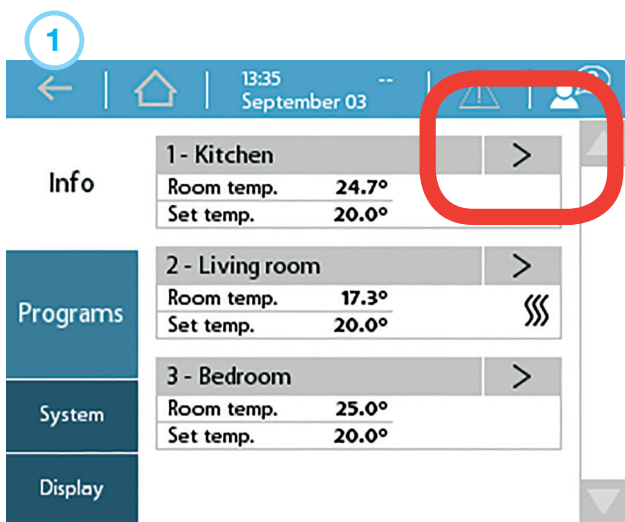 1
13:35 --
September 03
Info
1 - Kitchen >
Room temp. 24.7°
Set temp. 20.0°
Programs
2 - Living room >
Room temp. 17.3°
Set temp. 20.0°
System
3 - Bedroom >
Room temp. 25.0°
Set temp. 20.0°
Display